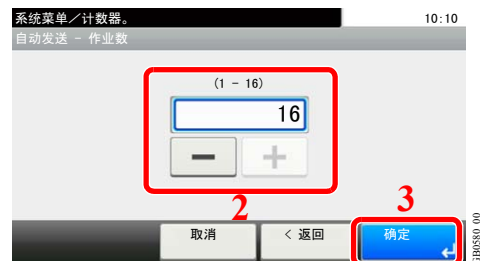 系统菜单／计数器。 10:10
自动发送 - 作业数
(1 - 16)
16
− +
2 3
取消 < 返回 确定
GB0580_00